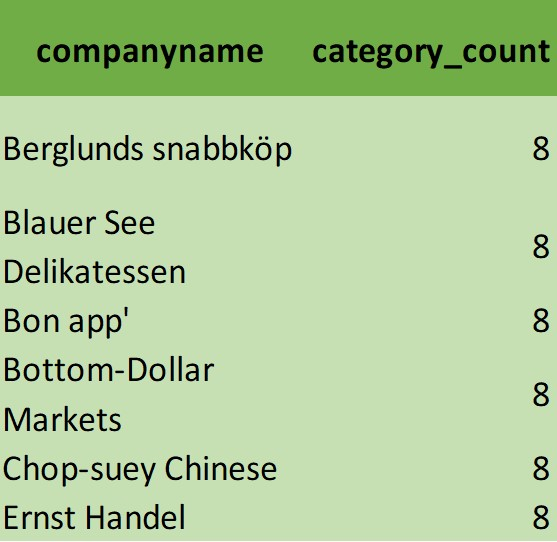 companyname category_count
Berglunds snabbköp 8
Blauer See
Delikatessen 8
Bon app' 8
Bottom-Dollar
Markets 8
Chop-suey Chinese 8
Ernst Handel 8